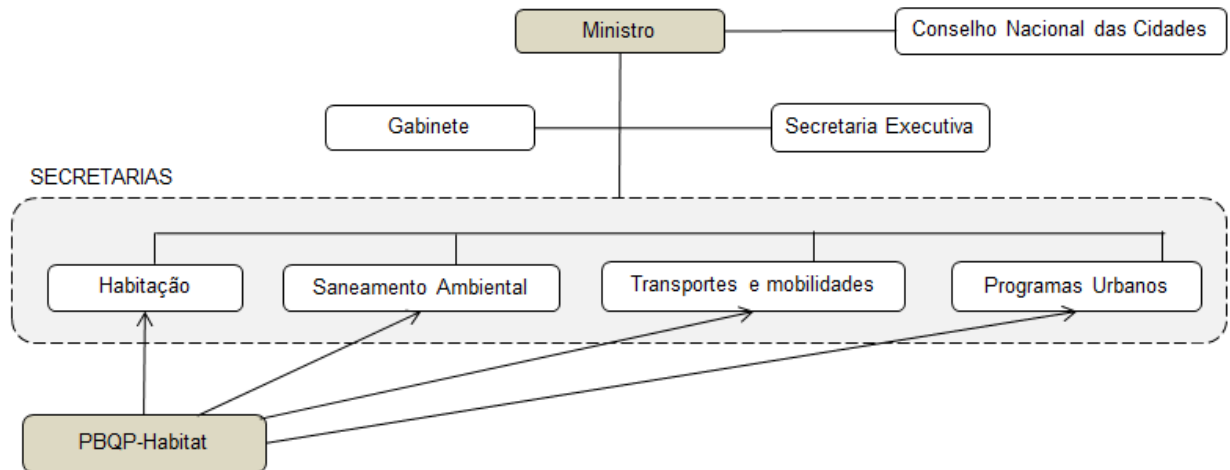 Ministro
Conselho Nacional das Cidades
Gabinete
Secretaria Executiva
SECRETARIAS
Habitação
Saneamento Ambiental
Transportes e mobilidades
Programas Urbanos
PBQP-Habitat